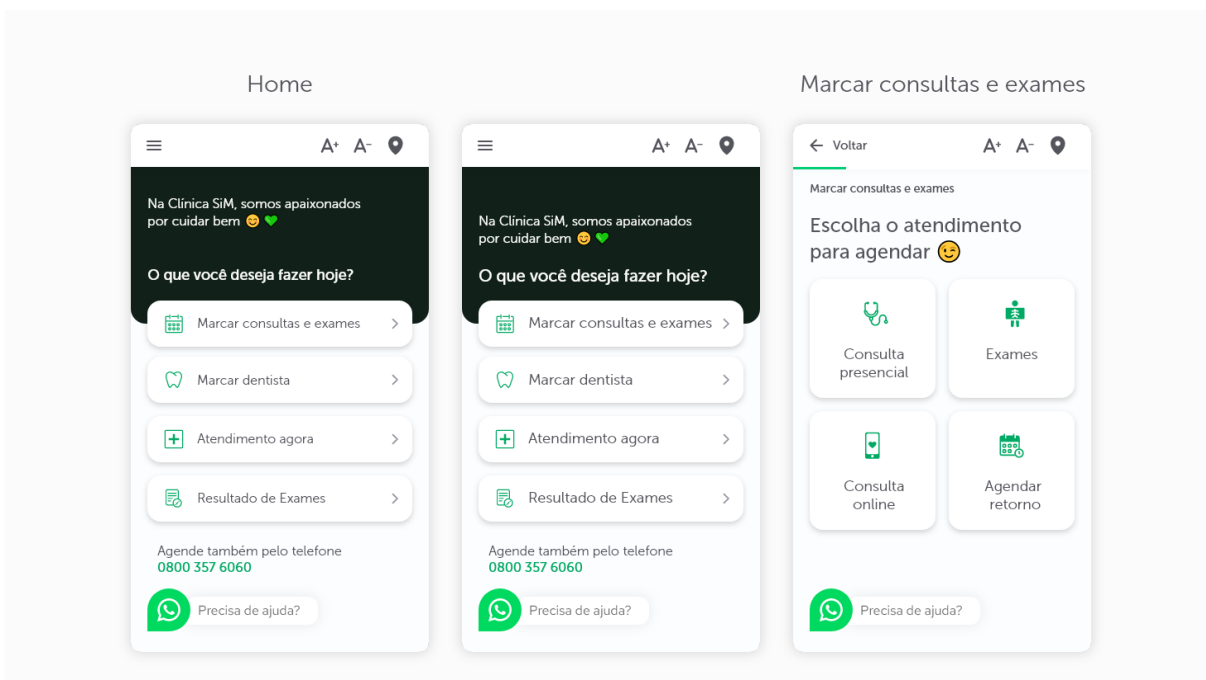 Home
Marcar consultas e exames
A+ A-
Na Clínica SiM, somos apaixonados
por cuidar bem 😊 💚
O que você deseja fazer hoje?
Marcar consultas e exames
Marcar dentista
Atendimento agora
Resultado de Exames
Agende também pelo telefone
0800 357 6060
Precisa de ajuda?
A+ A-
Na Clínica SiM, somos apaixonados
por cuidar bem 😊 💚
O que você deseja fazer hoje?
Marcar consultas e exames
Marcar dentista
Atendimento agora
Resultado de Exames
Agende também pelo telefone
0800 357 6060
Precisa de ajuda?
Voltar A+ A-
Marcar consultas e exames
Escolha o atendimento
para agendar 😉
Consulta
presencial
Exames
Consulta
online
Agendar
retorno
Precisa de ajuda?